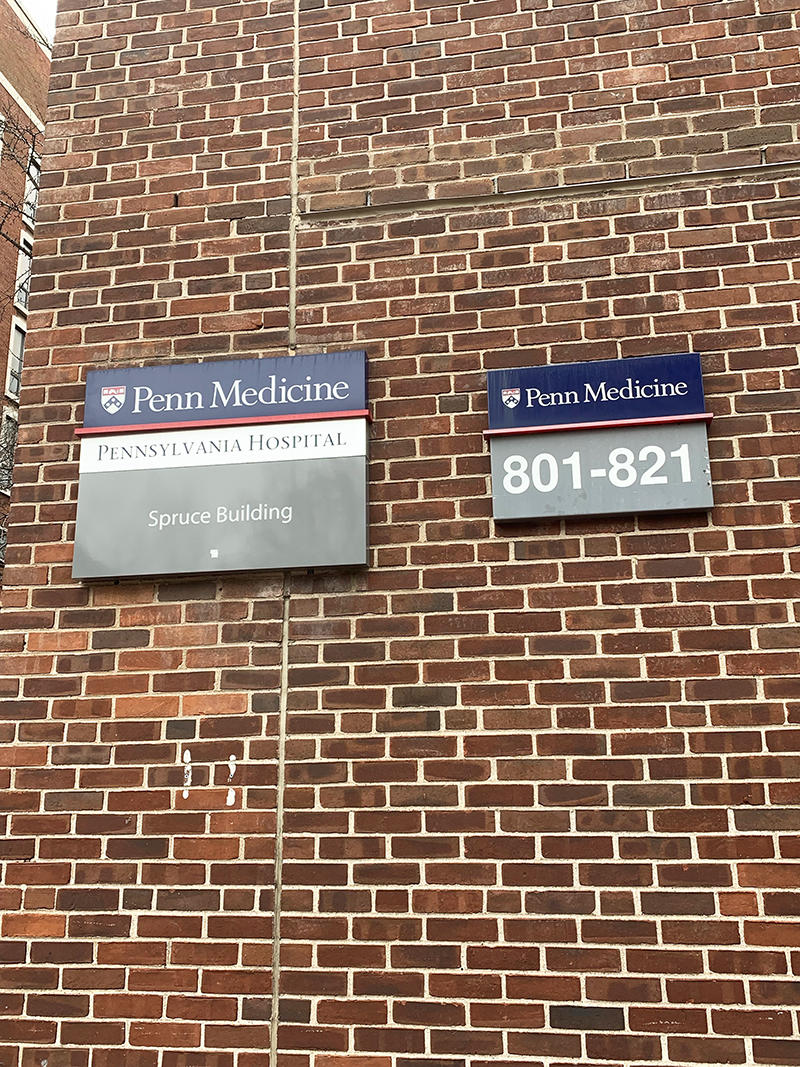 Penn Medicine
PENNSYLVANIA HOSPITAL
Spruce Building
Penn Medicine
801-821